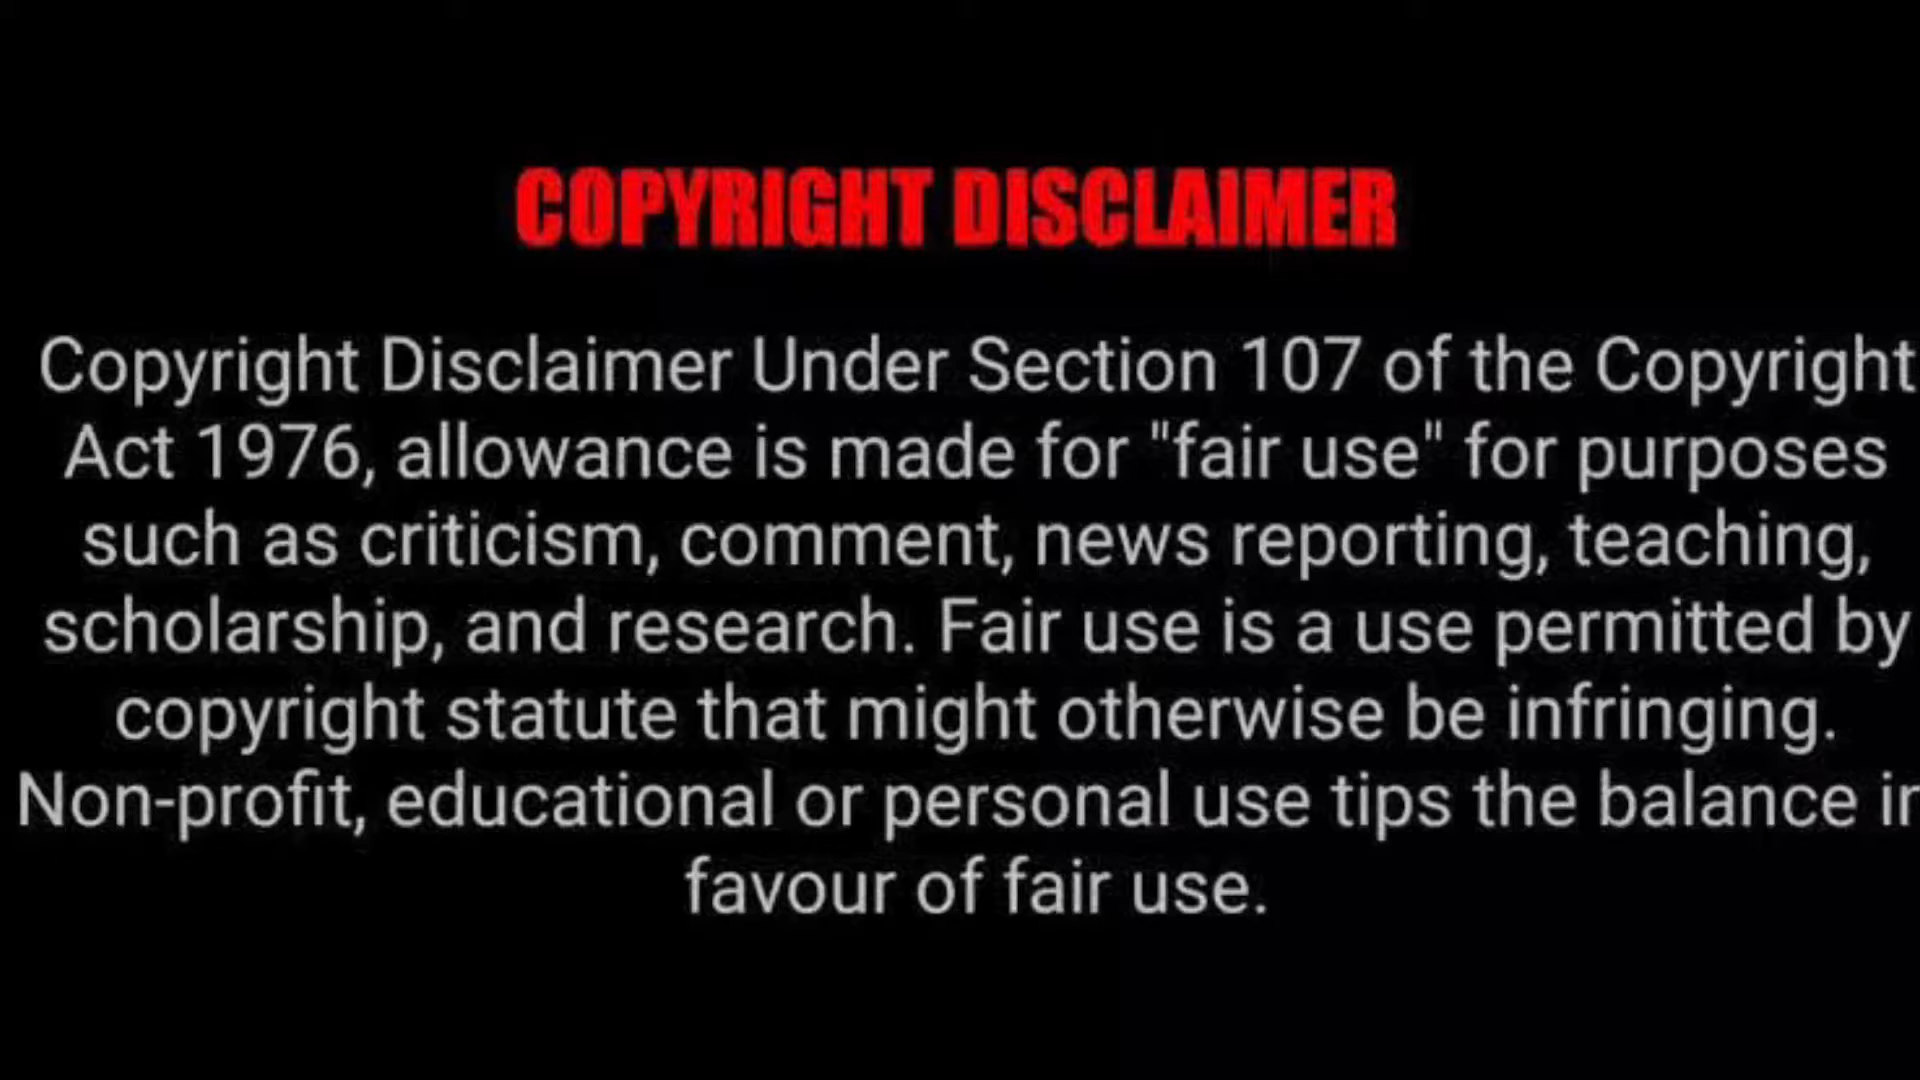 COPYRIGHT DISCLAIMER
Copyright Disclaimer Under Section 107 of the Copyright
Act 1976, allowance is made for "fair use" for purposes
such as criticism, comment, news reporting, teaching,
scholarship, and research. Fair use is a use permitted by
copyright statute that might otherwise be infringing.
Non-profit, educational or personal use tips the balance in
favour of fair use.